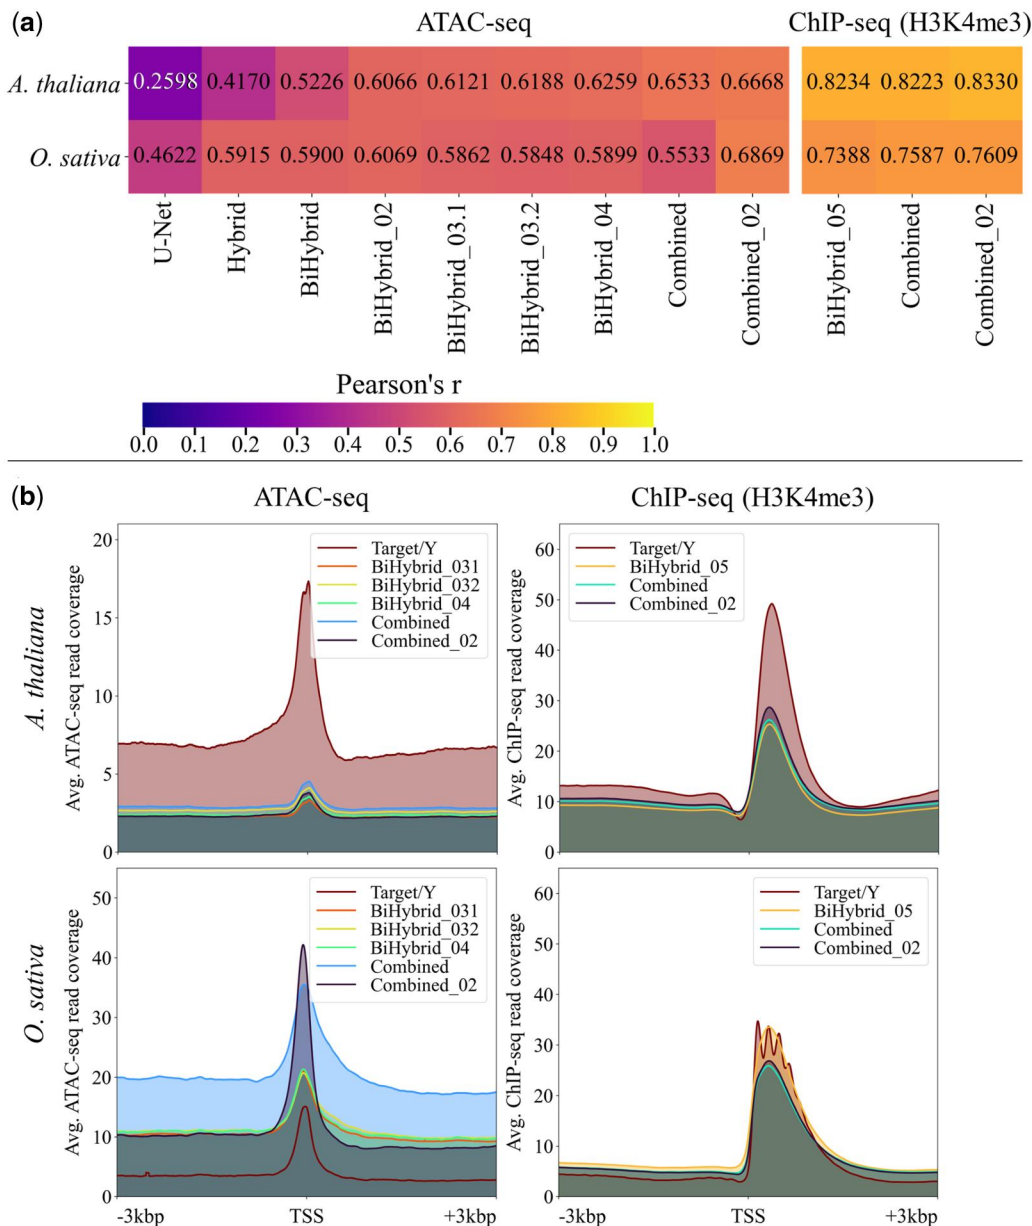 (a)
ATAC-seq
ChIP-seq (H3K4me3)
A. thaliana 0.2598 0.4170 0.5226 0.6066 0.6121 0.6188 0.6259 0.6533 0.6668 0.8234 0.8223 0.8330
O. sativa 0.4622 0.5915 0.5900 0.6069 0.5862 0.5848 0.5899 0.5533 0.6869 0.7388 0.7587 0.7609
U-Net
Hybrid
BiHybrid
BiHybrid_02
BiHybrid_03.1
BiHybrid_03.2
BiHybrid_04
Combined
Combined_02
BiHybrid_05
Combined
Combined_02
Pearson's r
0.0 0.1 0.2 0.3 0.4 0.5 0.6 0.7 0.8 0.9 1.0
(b)
ATAC-seq
ChIP-seq (H3K4me3)
A. thaliana
Avg. ATAC-seq read coverage
20
15
10
5
0
Target/Y
BiHybrid_031
BiHybrid_032
BiHybrid_04
Combined
Combined_02
Avg. ChIP-seq read coverage
60
50
40
30
20
10
0
Target/Y
BiHybrid_05
Combined
Combined_02
O. sativa
Avg. ATAC-seq read coverage
50
40
30
20
10
0
Target/Y
BiHybrid_031
BiHybrid_032
BiHybrid_04
Combined
Combined_02
-3kbp TSS +3kbp
Avg. ChIP-seq read coverage
60
50
40
30
20
10
0
Target/Y
BiHybrid_05
Combined
Combined_02
-3kbp TSS +3kbp